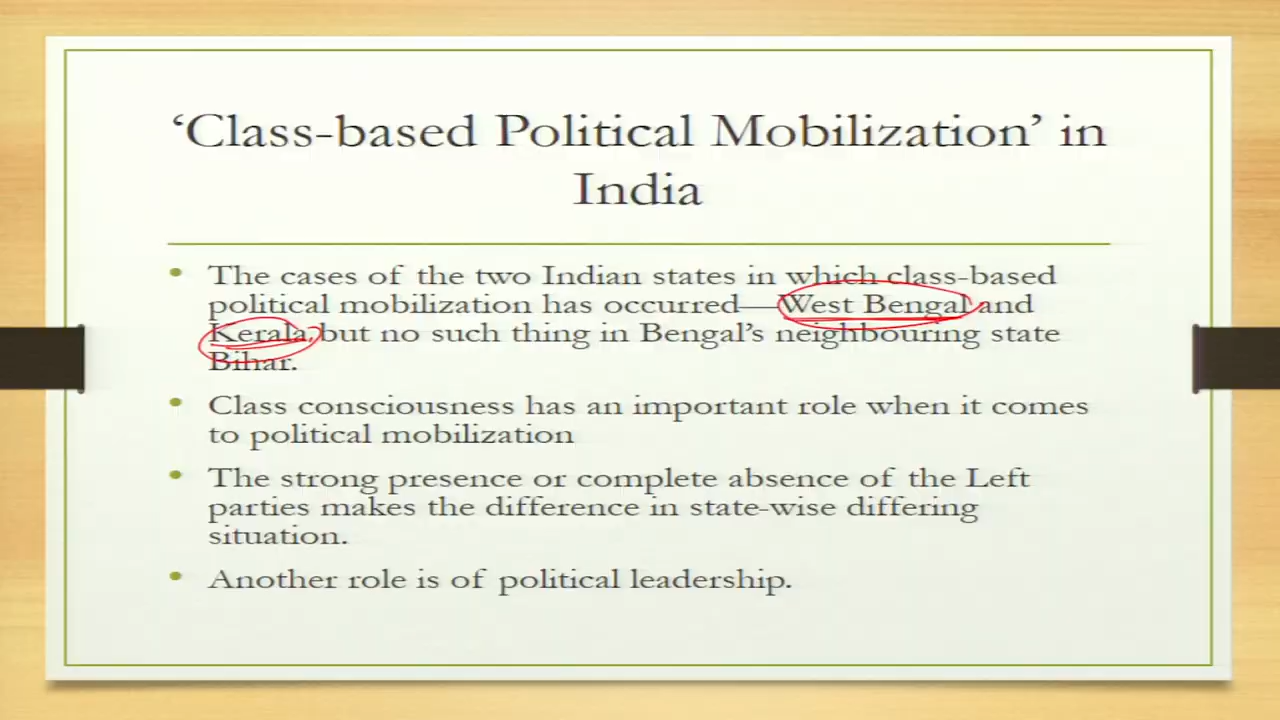 ‘Class-based Political Mobilization’ in
India
• The cases of the two Indian states in which class-based
political mobilization has occurred—West Bengal and
Kerala, but no such thing in Bengal’s neighbouring state
Bihar.
• Class consciousness has an important role when it comes
to political mobilization
• The strong presence or complete absence of the Left
parties makes the difference in state-wise differing
situation.
• Another role is of political leadership.